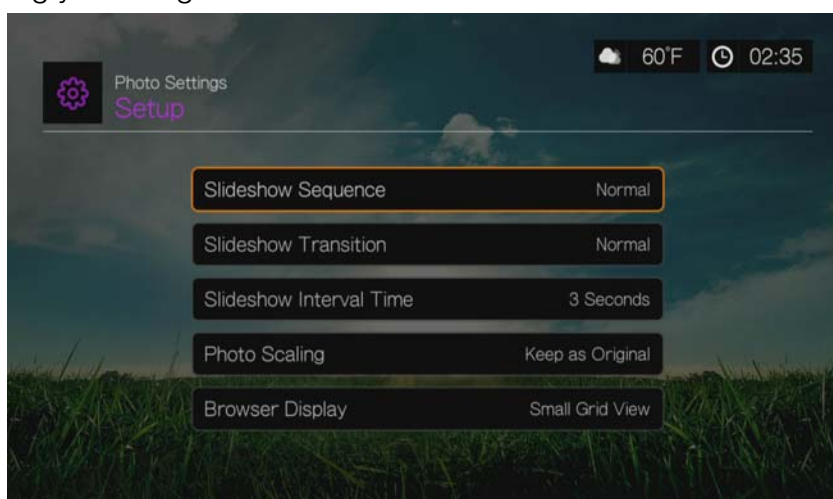 60°F 02:35
Photo Settings
Setup
Slideshow Sequence Normal
Slideshow Transition Normal
Slideshow Interval Time 3 Seconds
Photo Scaling Keep as Original
Browser Display Small Grid View